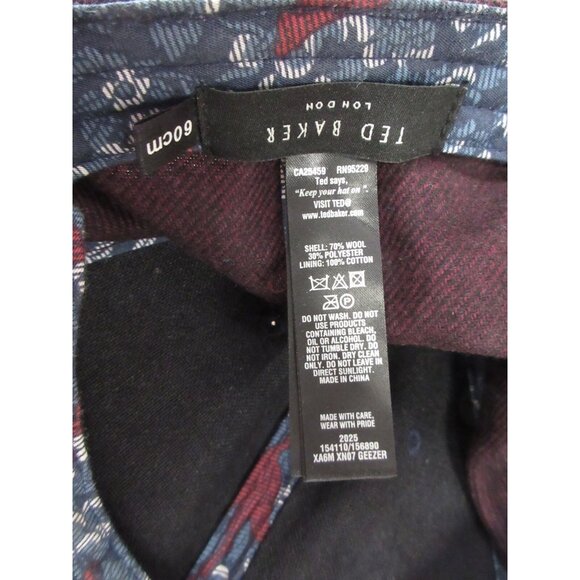 TED BAKER
LONDON
60cm
CA28459 RN95229
Ted says,
"Keep your hat on".
VISIT TED@
www.tedbaker.com
SHELL: 70% WOOL
30% POLYESTER
LINING: 100% COTTON
P
DO NOT WASH. DO NOT
USE PRODUCTS
CONTAINING BLEACH,
OIL OR ALCOHOL. DO
NOT TUMBLE DRY. DO
NOT IRON. DRY CLEAN
ONLY. DO NOT LEAVE IN
DIRECT SUNLIGHT.
MADE IN CHINA
MADE WITH CARE,
WEAR WITH PRIDE
2025
154110/156890
XA6M XN07 GEEZER